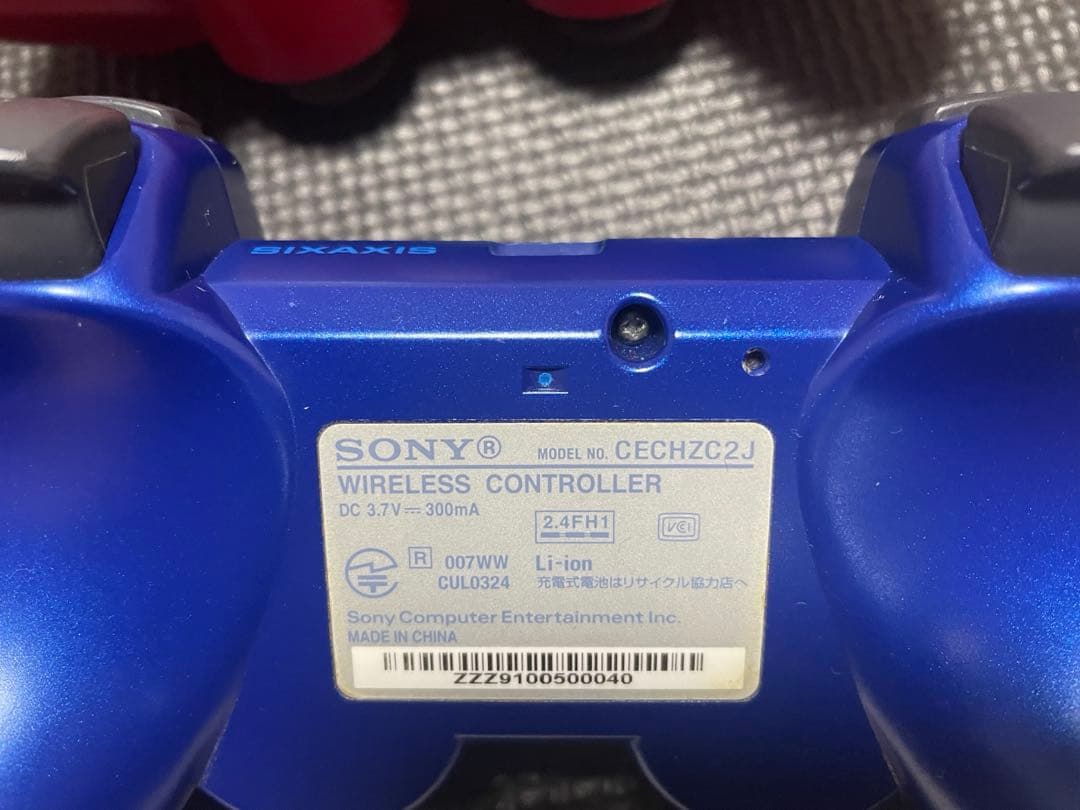 SIXAXIS
SONY® MODEL NO. CECHZC2J
WIRELESS CONTROLLER
DC 3.7V⎓300mA
2.4FH1
VCCI
R 007WW Li-ion
CUL0324 充電式電池はリサイクル協力店へ
Sony Computer Entertainment Inc.
MADE IN CHINA
ZZZ9100500040